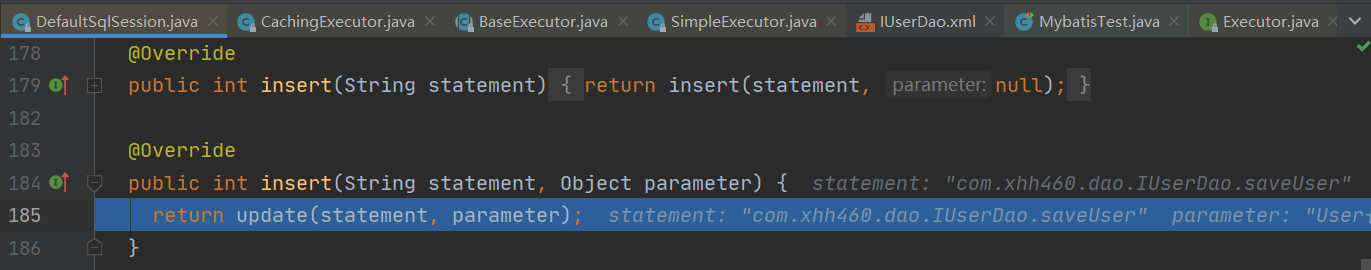 DefaultSqlSession.java × CachingExecutor.java × BaseExecutor.java × SimpleExecutor.java × IUserDao.xml × MybatisTest.java × Executor.java ×
178 @Override
179 public int insert(String statement) { return insert(statement, parameter: null); }
182
183 @Override
184 public int insert(String statement, Object parameter) { statement: "com.xhh460.dao.IUserDao.saveUser"
185 return update(statement, parameter); statement: "com.xhh460.dao.IUserDao.saveUser" parameter: "User{
186 }